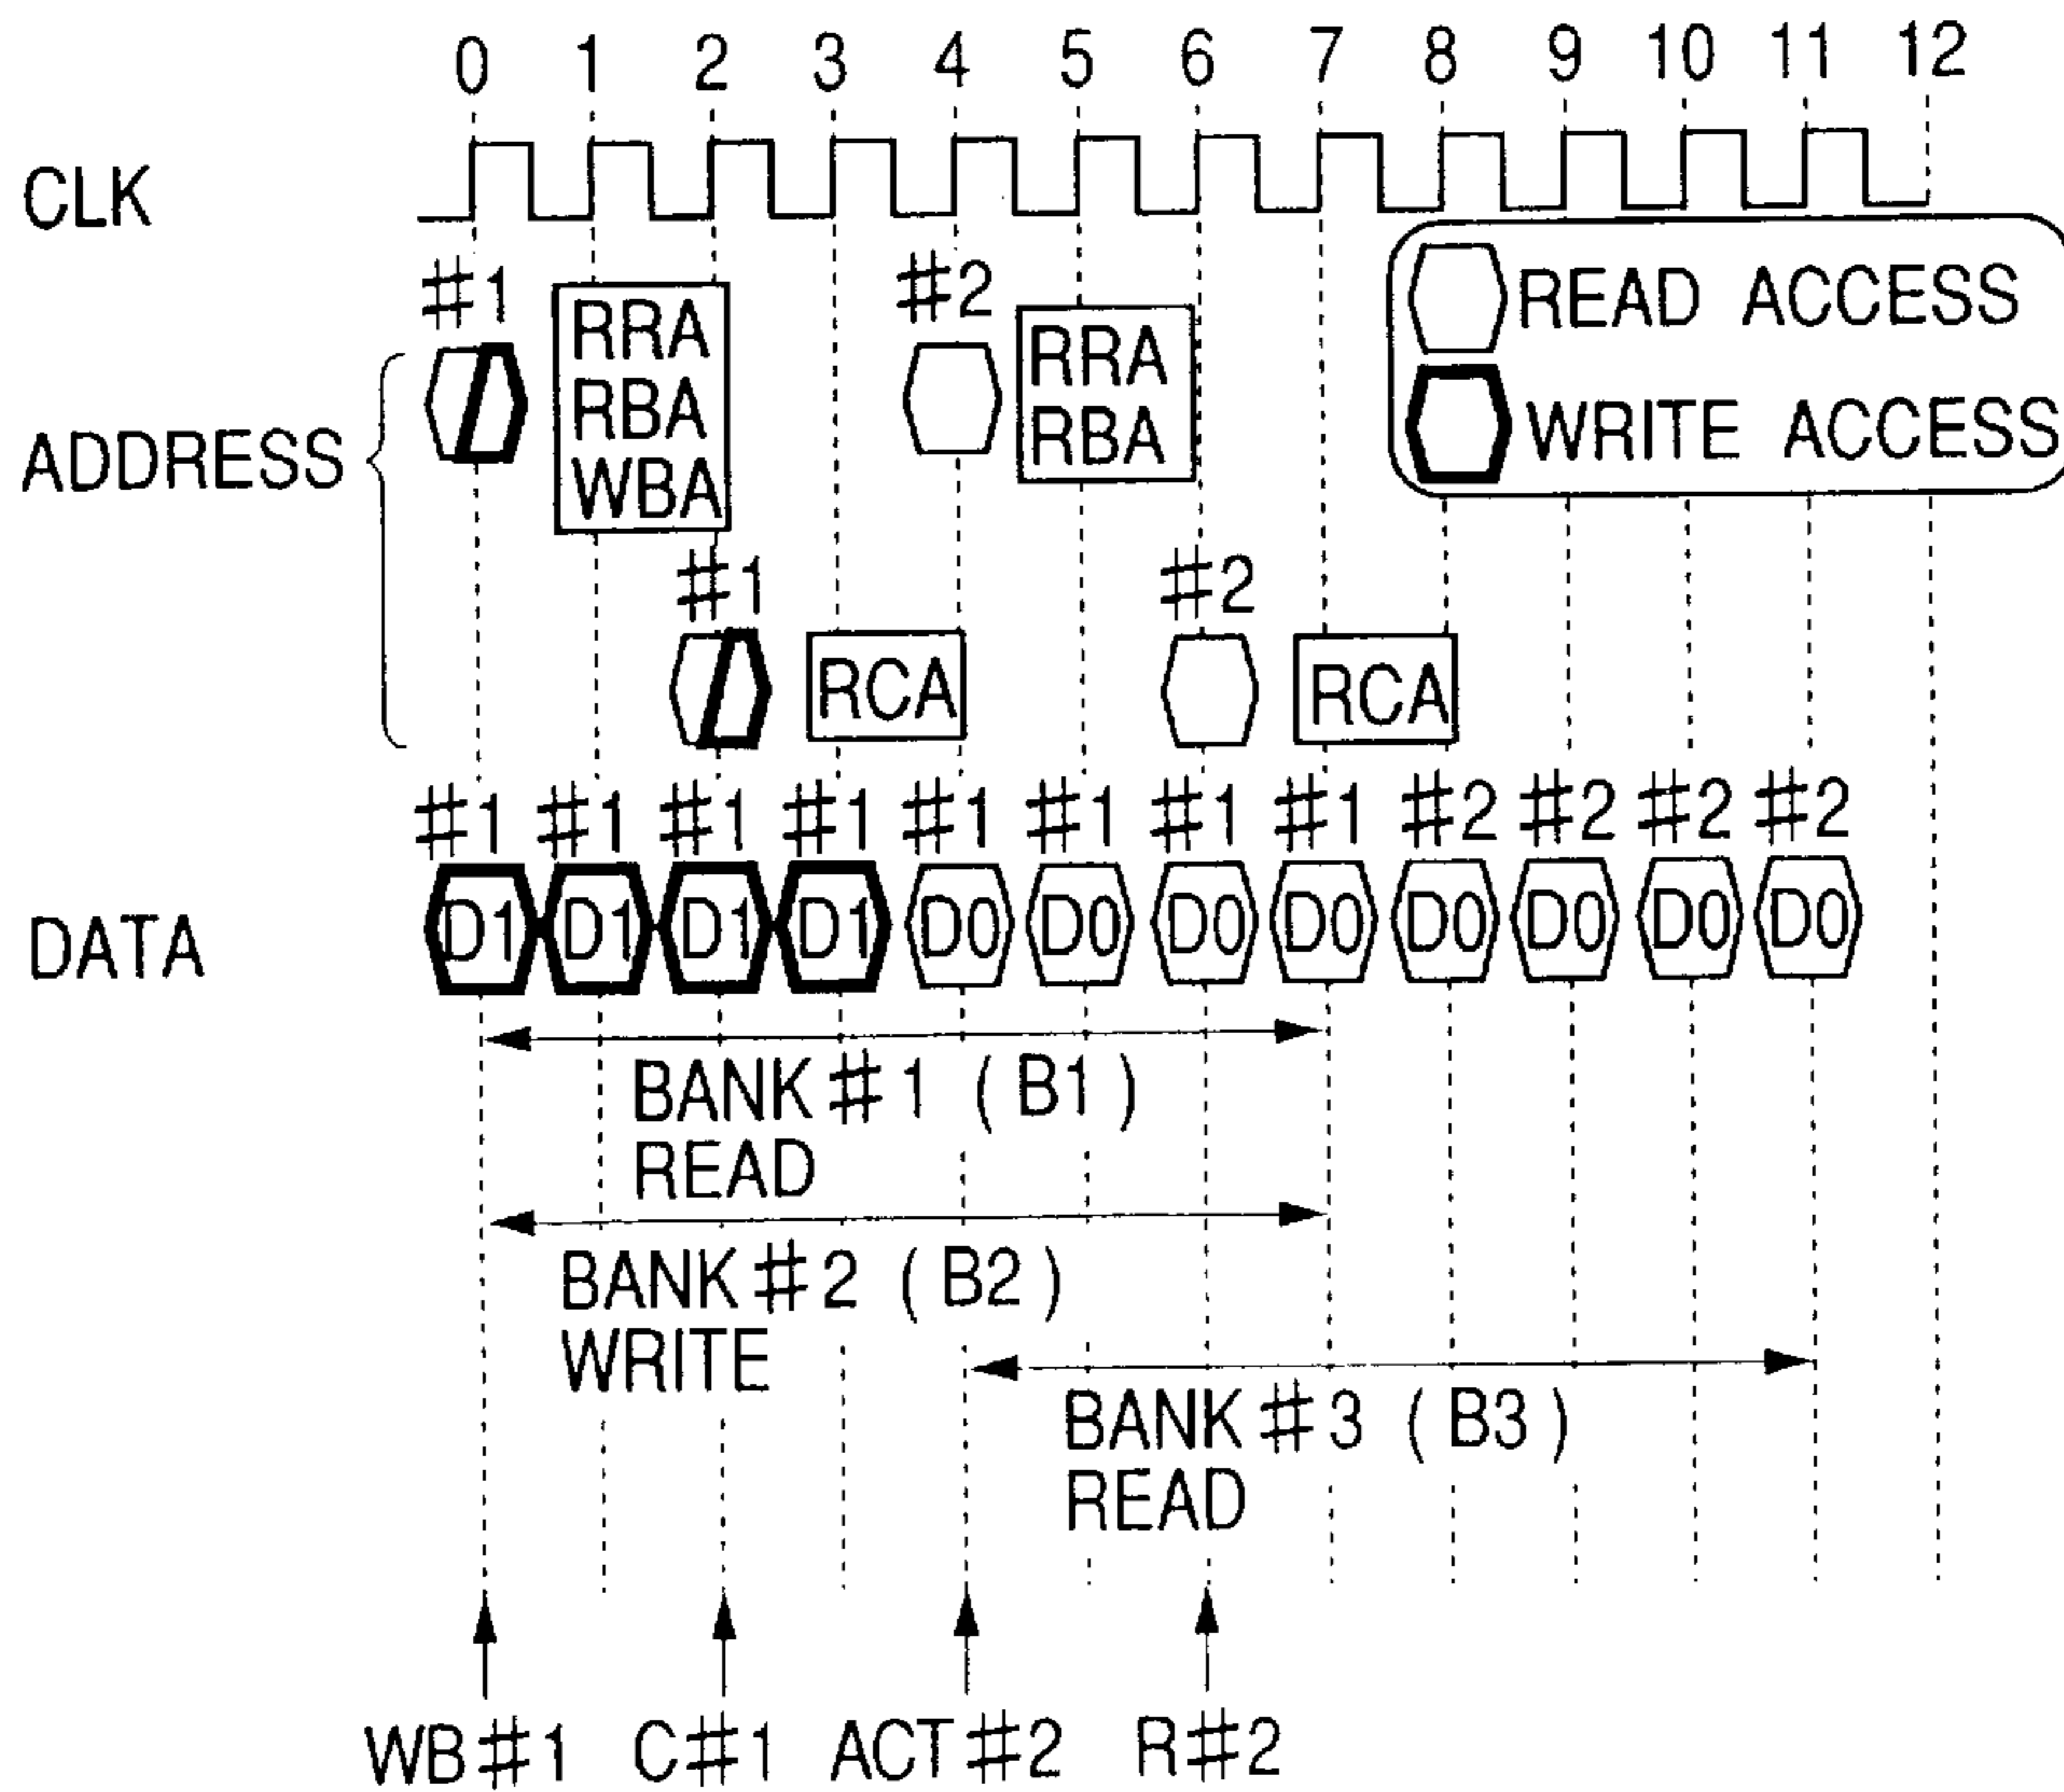 0 1 2 3 4 5 6 7 8 9 10 11 12
CLK
#1
RRA
RBA
WBA
#2
RRA
RBA
READ ACCESS
WRITE ACCESS
ADDRESS
#1
RCA
#2
RCA
#1 #1 #1 #1 #1 #1 #1 #1 #2 #2 #2 #2
DATA
D1 D1 D1 D1 D0 D0 D0 D0 D0 D0 D0 D0
BANK #1 ( B1 )
READ
BANK #2 ( B2 )
WRITE
BANK #3 ( B3 )
READ
WB#1 C#1 ACT#2 R#2